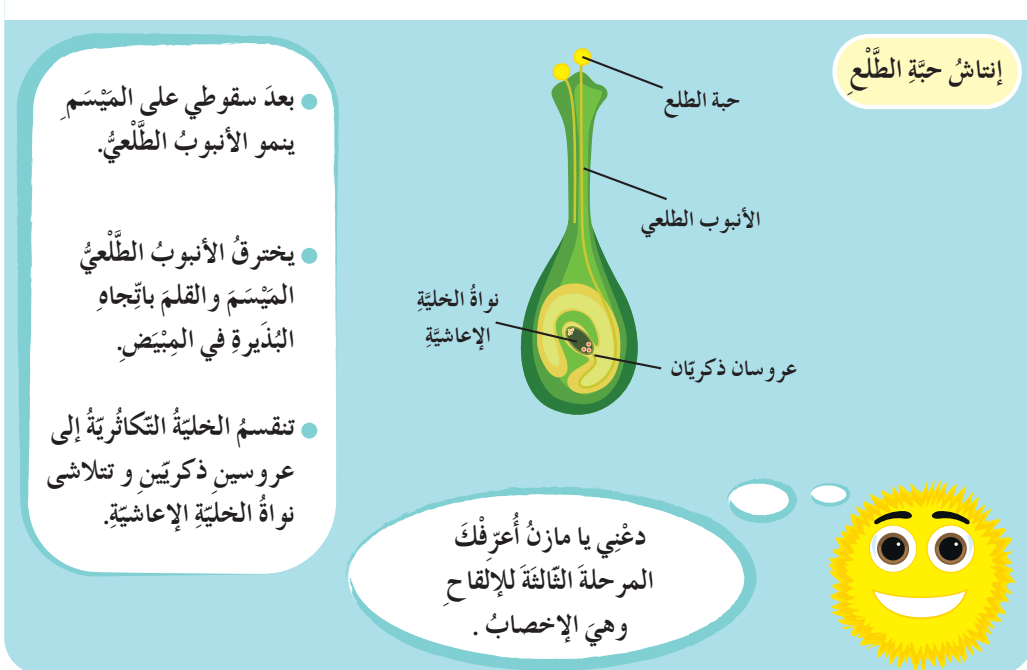 إنتاشُ حبَّةِ الطَّلْعِ
حبة الطلع
الأنبوب الطلعي
نواةُ الخليَّةِ
الإعاشيَّةِ
عروسان ذكريّان
● بعدَ سقوطي على المَيْسَمِ
ينمو الأنبوبُ الطَّلْعيُّ.
● يخترقُ الأنبوبُ الطَّلْعيُّ
المَيْسَمَ والقلمَ باتِّجاهِ
البُذَيرةِ في المِبْيَضِ.
● تنقسمُ الخليّةُ التّكاثُريّةُ إلى
عروسينِ ذكريّينِ و تتلاشى
نواةُ الخليّةِ الإعاشيّةِ.
دعْنِي يا مازنُ أُعرّفْكَ
المرحلةَ الثّالثَةَ للإلقاحِ
وهيَ الإخصابُ .